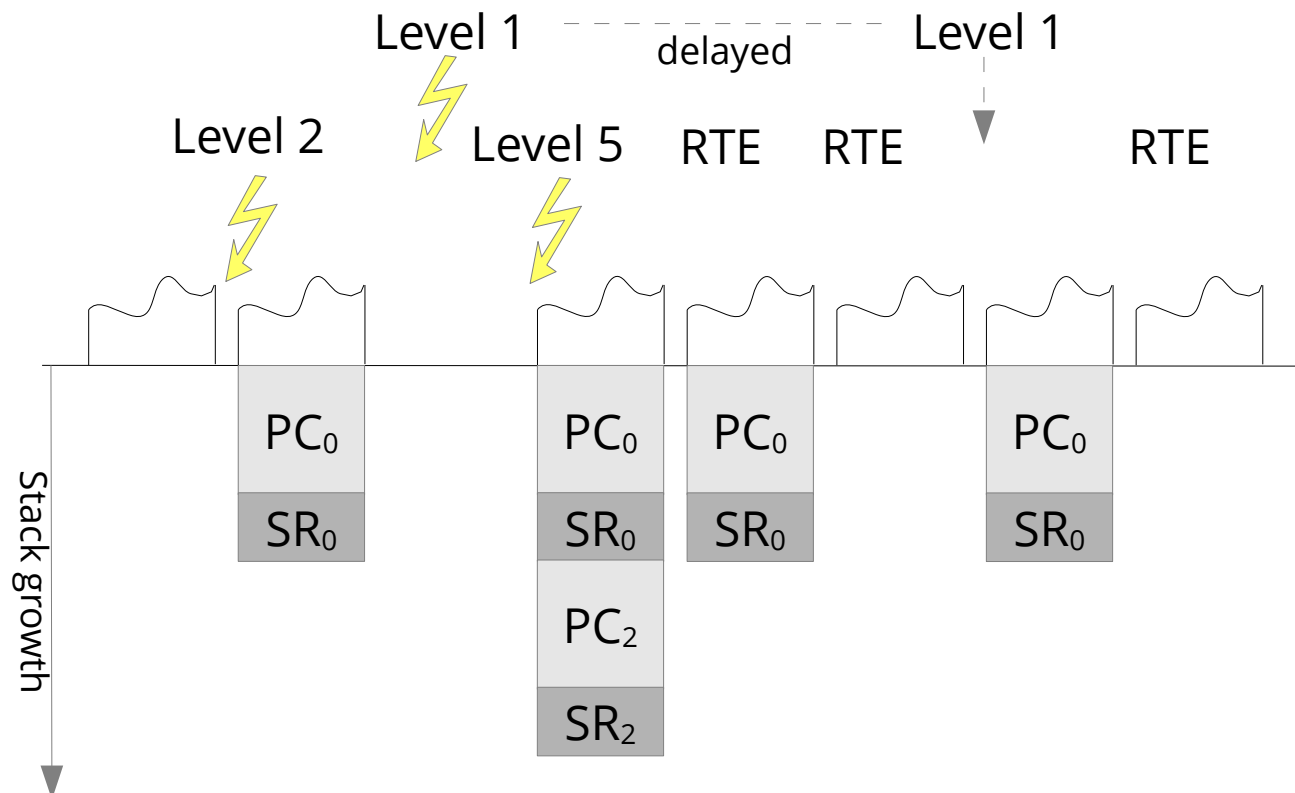 Level 1
delayed
Level 1
Level 2
Level 5
RTE
RTE
RTE
PC₀
PC₀
PC₀
PC₀
SR₀
SR₀
SR₀
SR₀
PC₂
SR₂
Stack growth